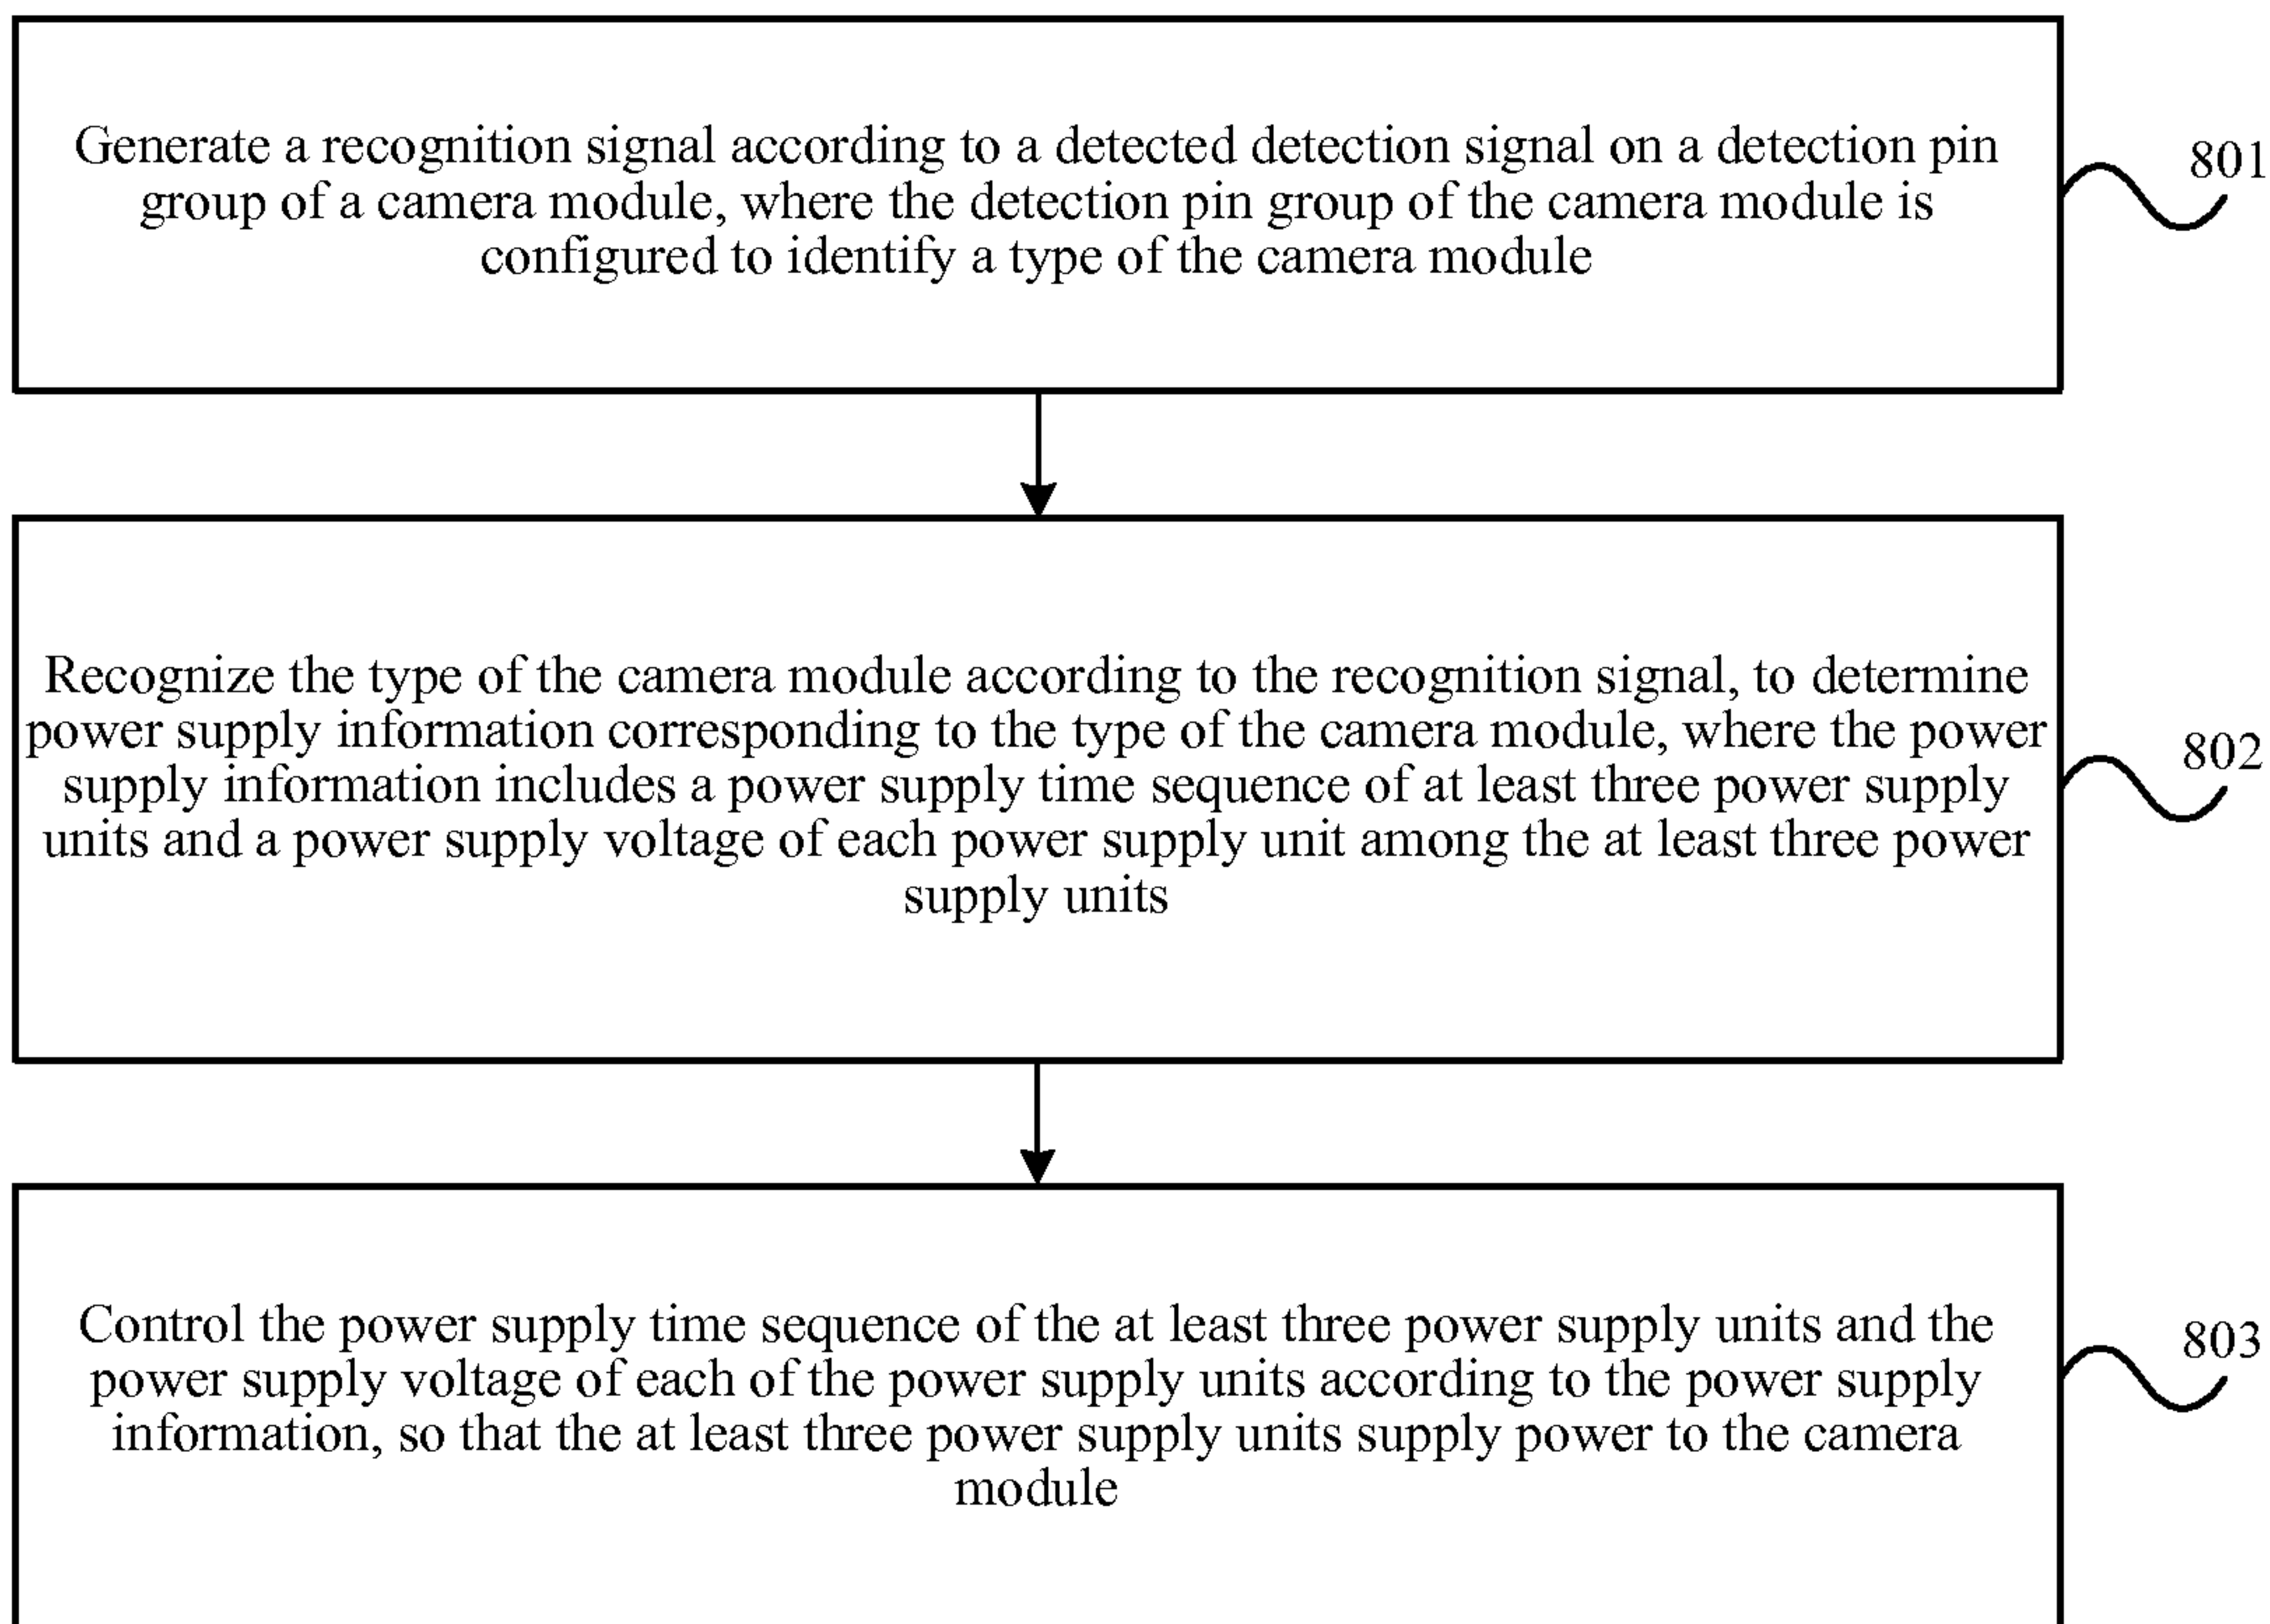 Generate a recognition signal according to a detected detection signal on a detection pin
group of a camera module, where the detection pin group of the camera module is
configured to identify a type of the camera module
801
Recognize the type of the camera module according to the recognition signal, to determine
power supply information corresponding to the type of the camera module, where the power
supply information includes a power supply time sequence of at least three power supply
units and a power supply voltage of each power supply unit among the at least three power
supply units
802
Control the power supply time sequence of the at least three power supply units and the
power supply voltage of each of the power supply units according to the power supply
information, so that the at least three power supply units supply power to the camera
module
803